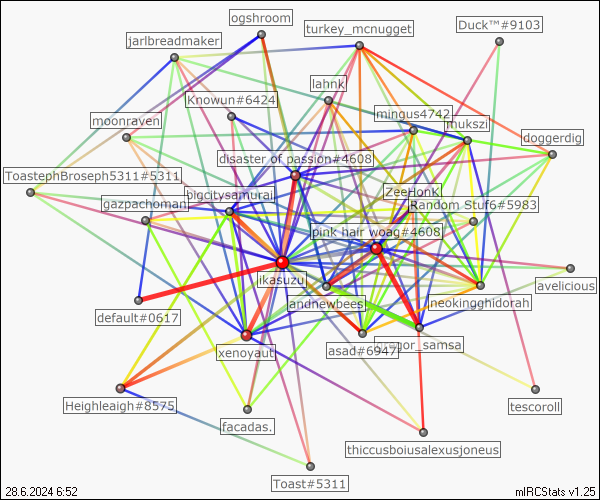 ogshroom
Duck™#9103
turkey_mcnugget
jarlbreadmaker
lahnk
Knowun#6424
mingus4742
moonraven
mukszi
doggerdig
disaster of passion#4608
ToastephBroseph5311#5311
bigcitysamurai
ZeeHonk
gazpachoman
Random Stuf6#5983
pink hair woag#4608
ikasuzu
avelicious
andnewbees
neokingghidorah
default#0617
xenoyaut
asad#6947
Heighleaigh#8575
tescoroll
facadas.
thiccusboiusalexusjoneus
Toast#5311
28.6.2024 6:52
mIRCStats v1.25